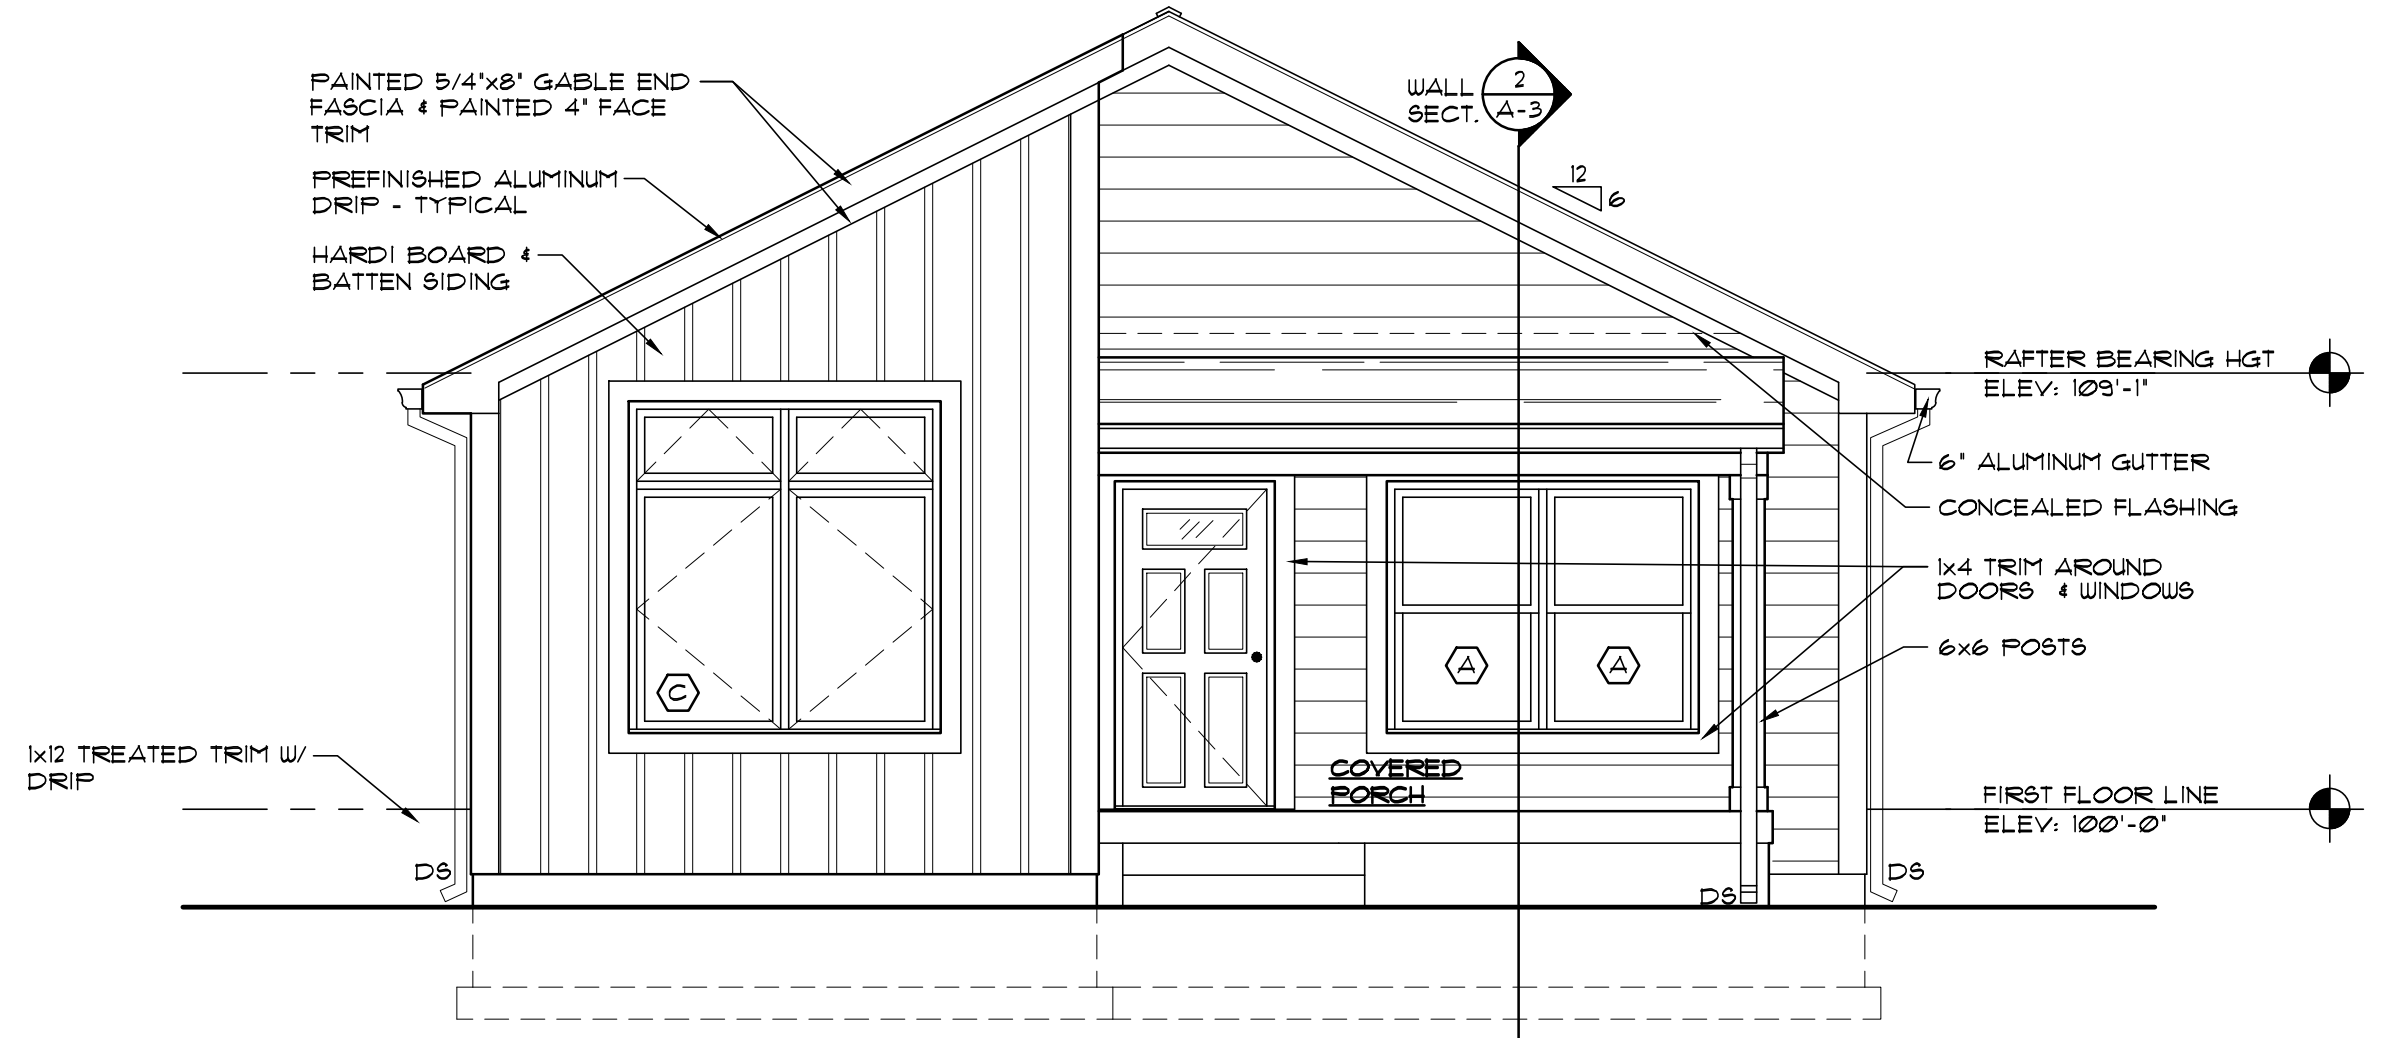 PAINTED 5/4"x8" GABLE END
FASCIA & PAINTED 4" FACE
TRIM
PREFINISHED ALUMINUM
DRIP - TYPICAL
HARDI BOARD &
BATTEN SIDING
WALL
SECT.
2
A-3
12
6
RAFTER BEARING HGT
ELEV: 109'-1"
6" ALUMINUM GUTTER
CONCEALED FLASHING
1x4 TRIM AROUND
DOORS & WINDOWS
6x6 POSTS
C
A
A
COVERED
PORCH
1x12 TREATED TRIM W/
DRIP
FIRST FLOOR LINE
ELEV: 100'-0"
DS
DS
DS